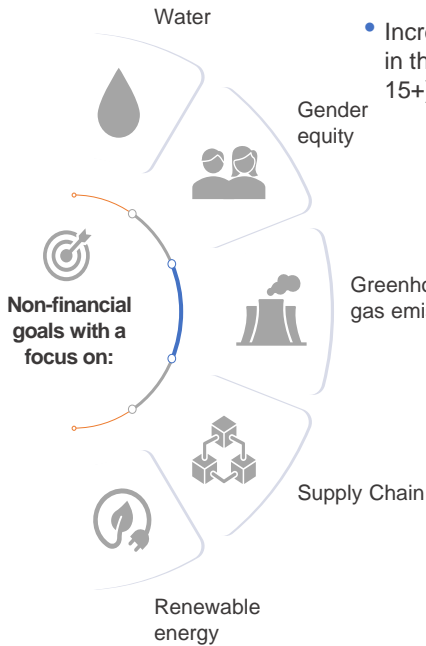 Water
• Incre
in th
15+)
Gender
equity
Non-financial
goals with a
focus on:
Greenho
gas emi
Supply Chain
Renewable
energy